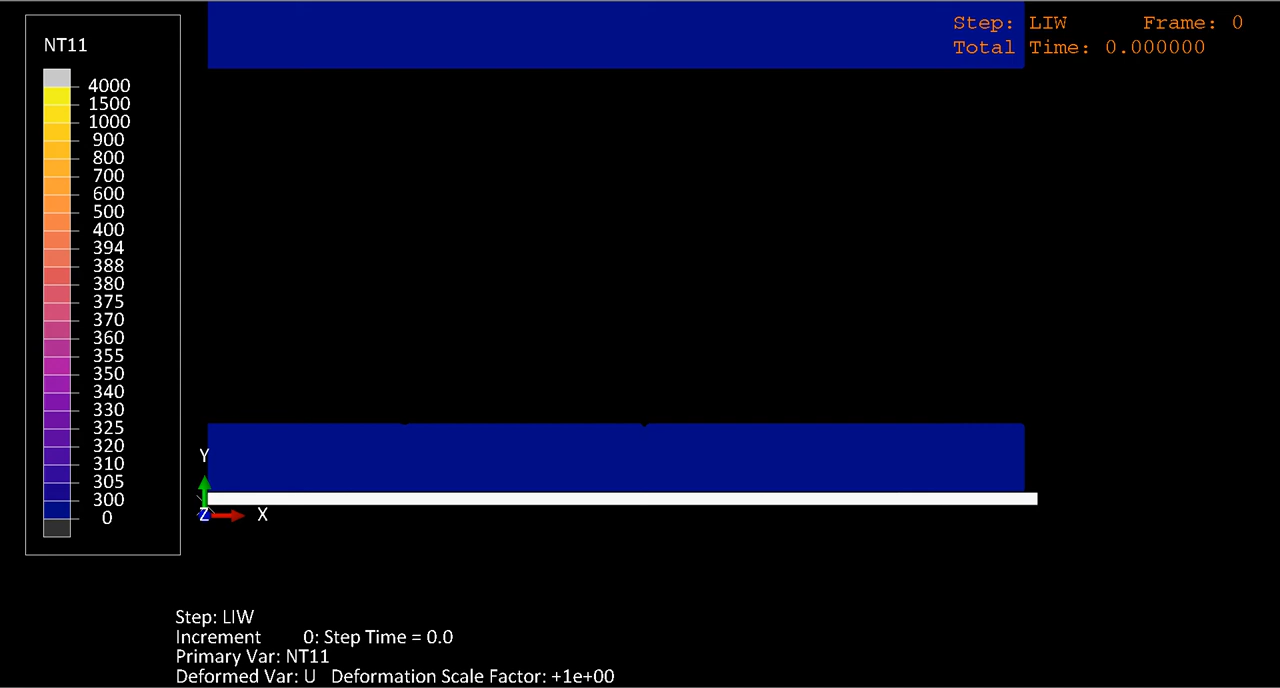 Step: LIW Frame: 0
Total Time: 0.000000
NT11
4000
1500
1000
900
800
700
600
500
400
394
388
380
375
370
360
355
350
340
330
325
320
310
305
300
0
Y
Z
X
Step: LIW
Increment 0: Step Time = 0.0
Primary Var: NT11
Deformed Var: U Deformation Scale Factor: +1e+00